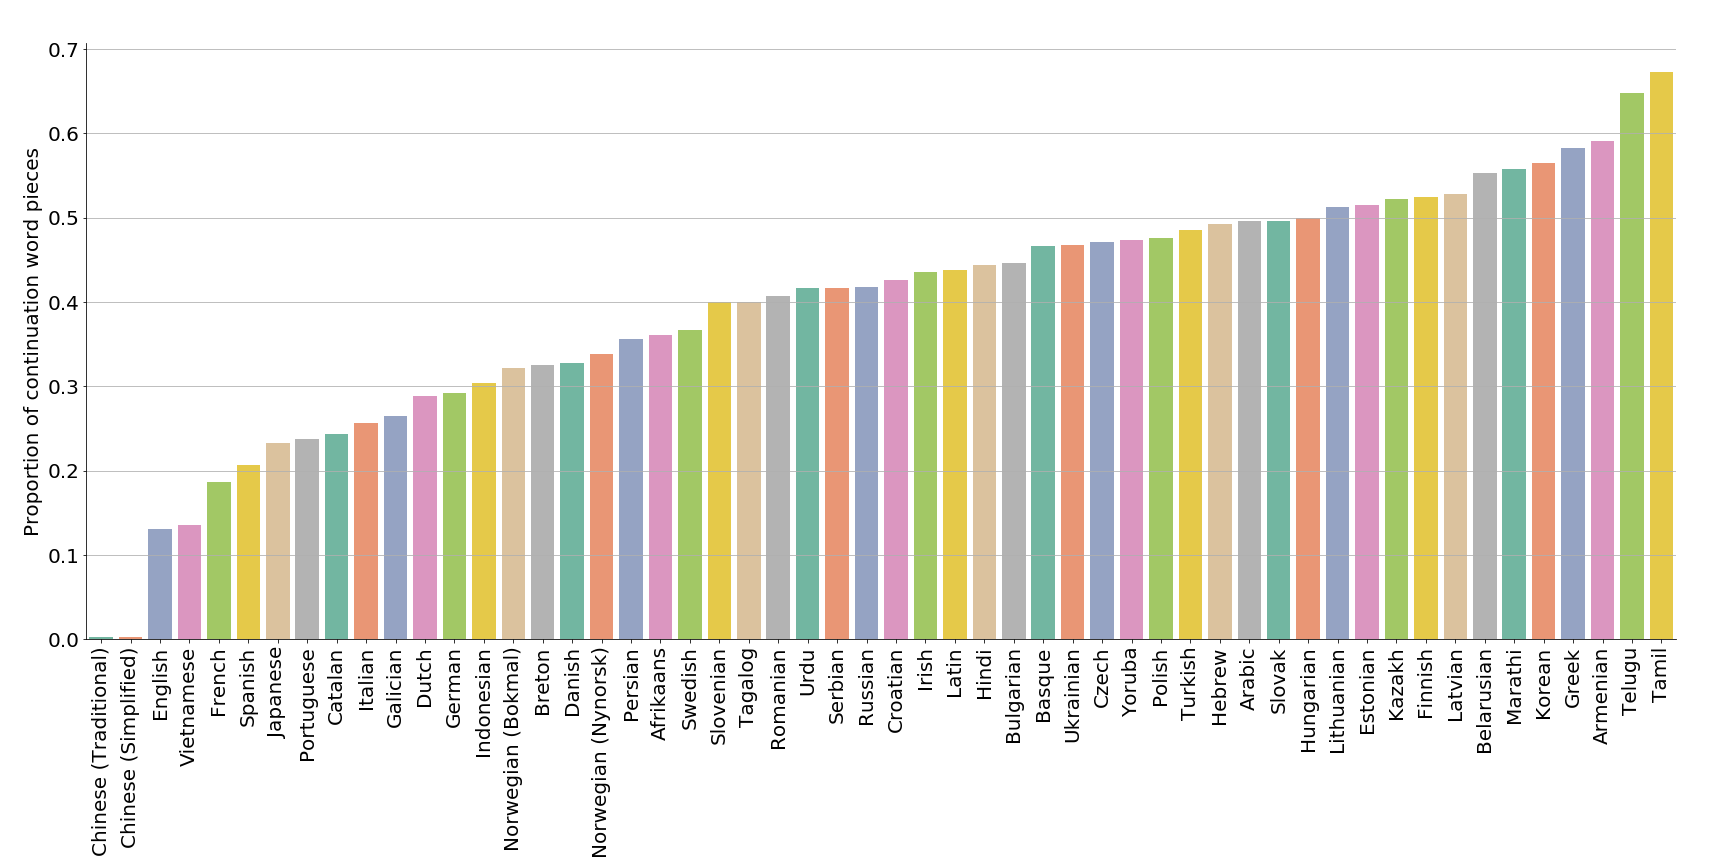 Proportion of continuation word pieces
0.7
0.6
0.5
0.4
0.3
0.2
0.1
0.0
Chinese (Traditional)
Chinese (Simplified)
English
Vietnamese
French
Spanish
Japanese
Portuguese
Catalan
Italian
Galician
Dutch
German
Indonesian
Norwegian (Bokmal)
Breton
Danish
Norwegian (Nynorsk)
Persian
Afrikaans
Swedish
Slovenian
Tagalog
Romanian
Urdu
Serbian
Russian
Croatian
Irish
Latin
Hindi
Bulgarian
Basque
Ukrainian
Czech
Yoruba
Polish
Turkish
Hebrew
Arabic
Slovak
Hungarian
Lithuanian
Estonian
Kazakh
Finnish
Latvian
Belarusian
Marathi
Korean
Greek
Armenian
Telugu
Tamil